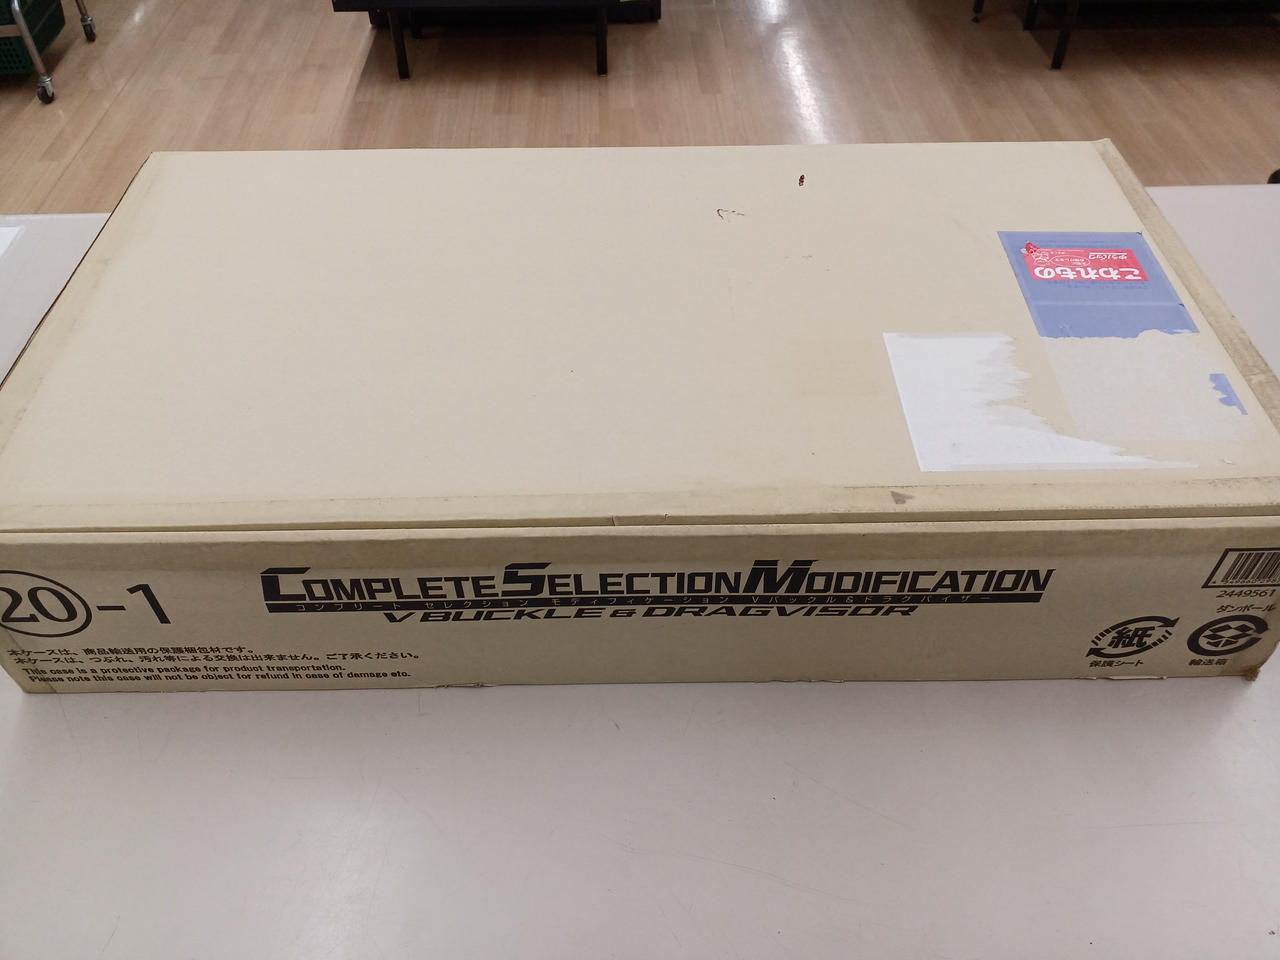 こわれもの
20-1
COMPLETE SELECTION MODIFICATION
コンプリート セレクション モディフィケーション Vバックル&ドラグバイザー
V BUCKLE & DRAGVISOR
本ケースは、商品輸送用の保護梱包材です。
本ケースは、つぶれ、汚れ等による交換は出来ません。ご了承ください。
This case is a protective package for product transportation.
Please note this case will not be object for refund in case of damage etc.
紙
保護シート
2449561
ダンボール
輸送箱